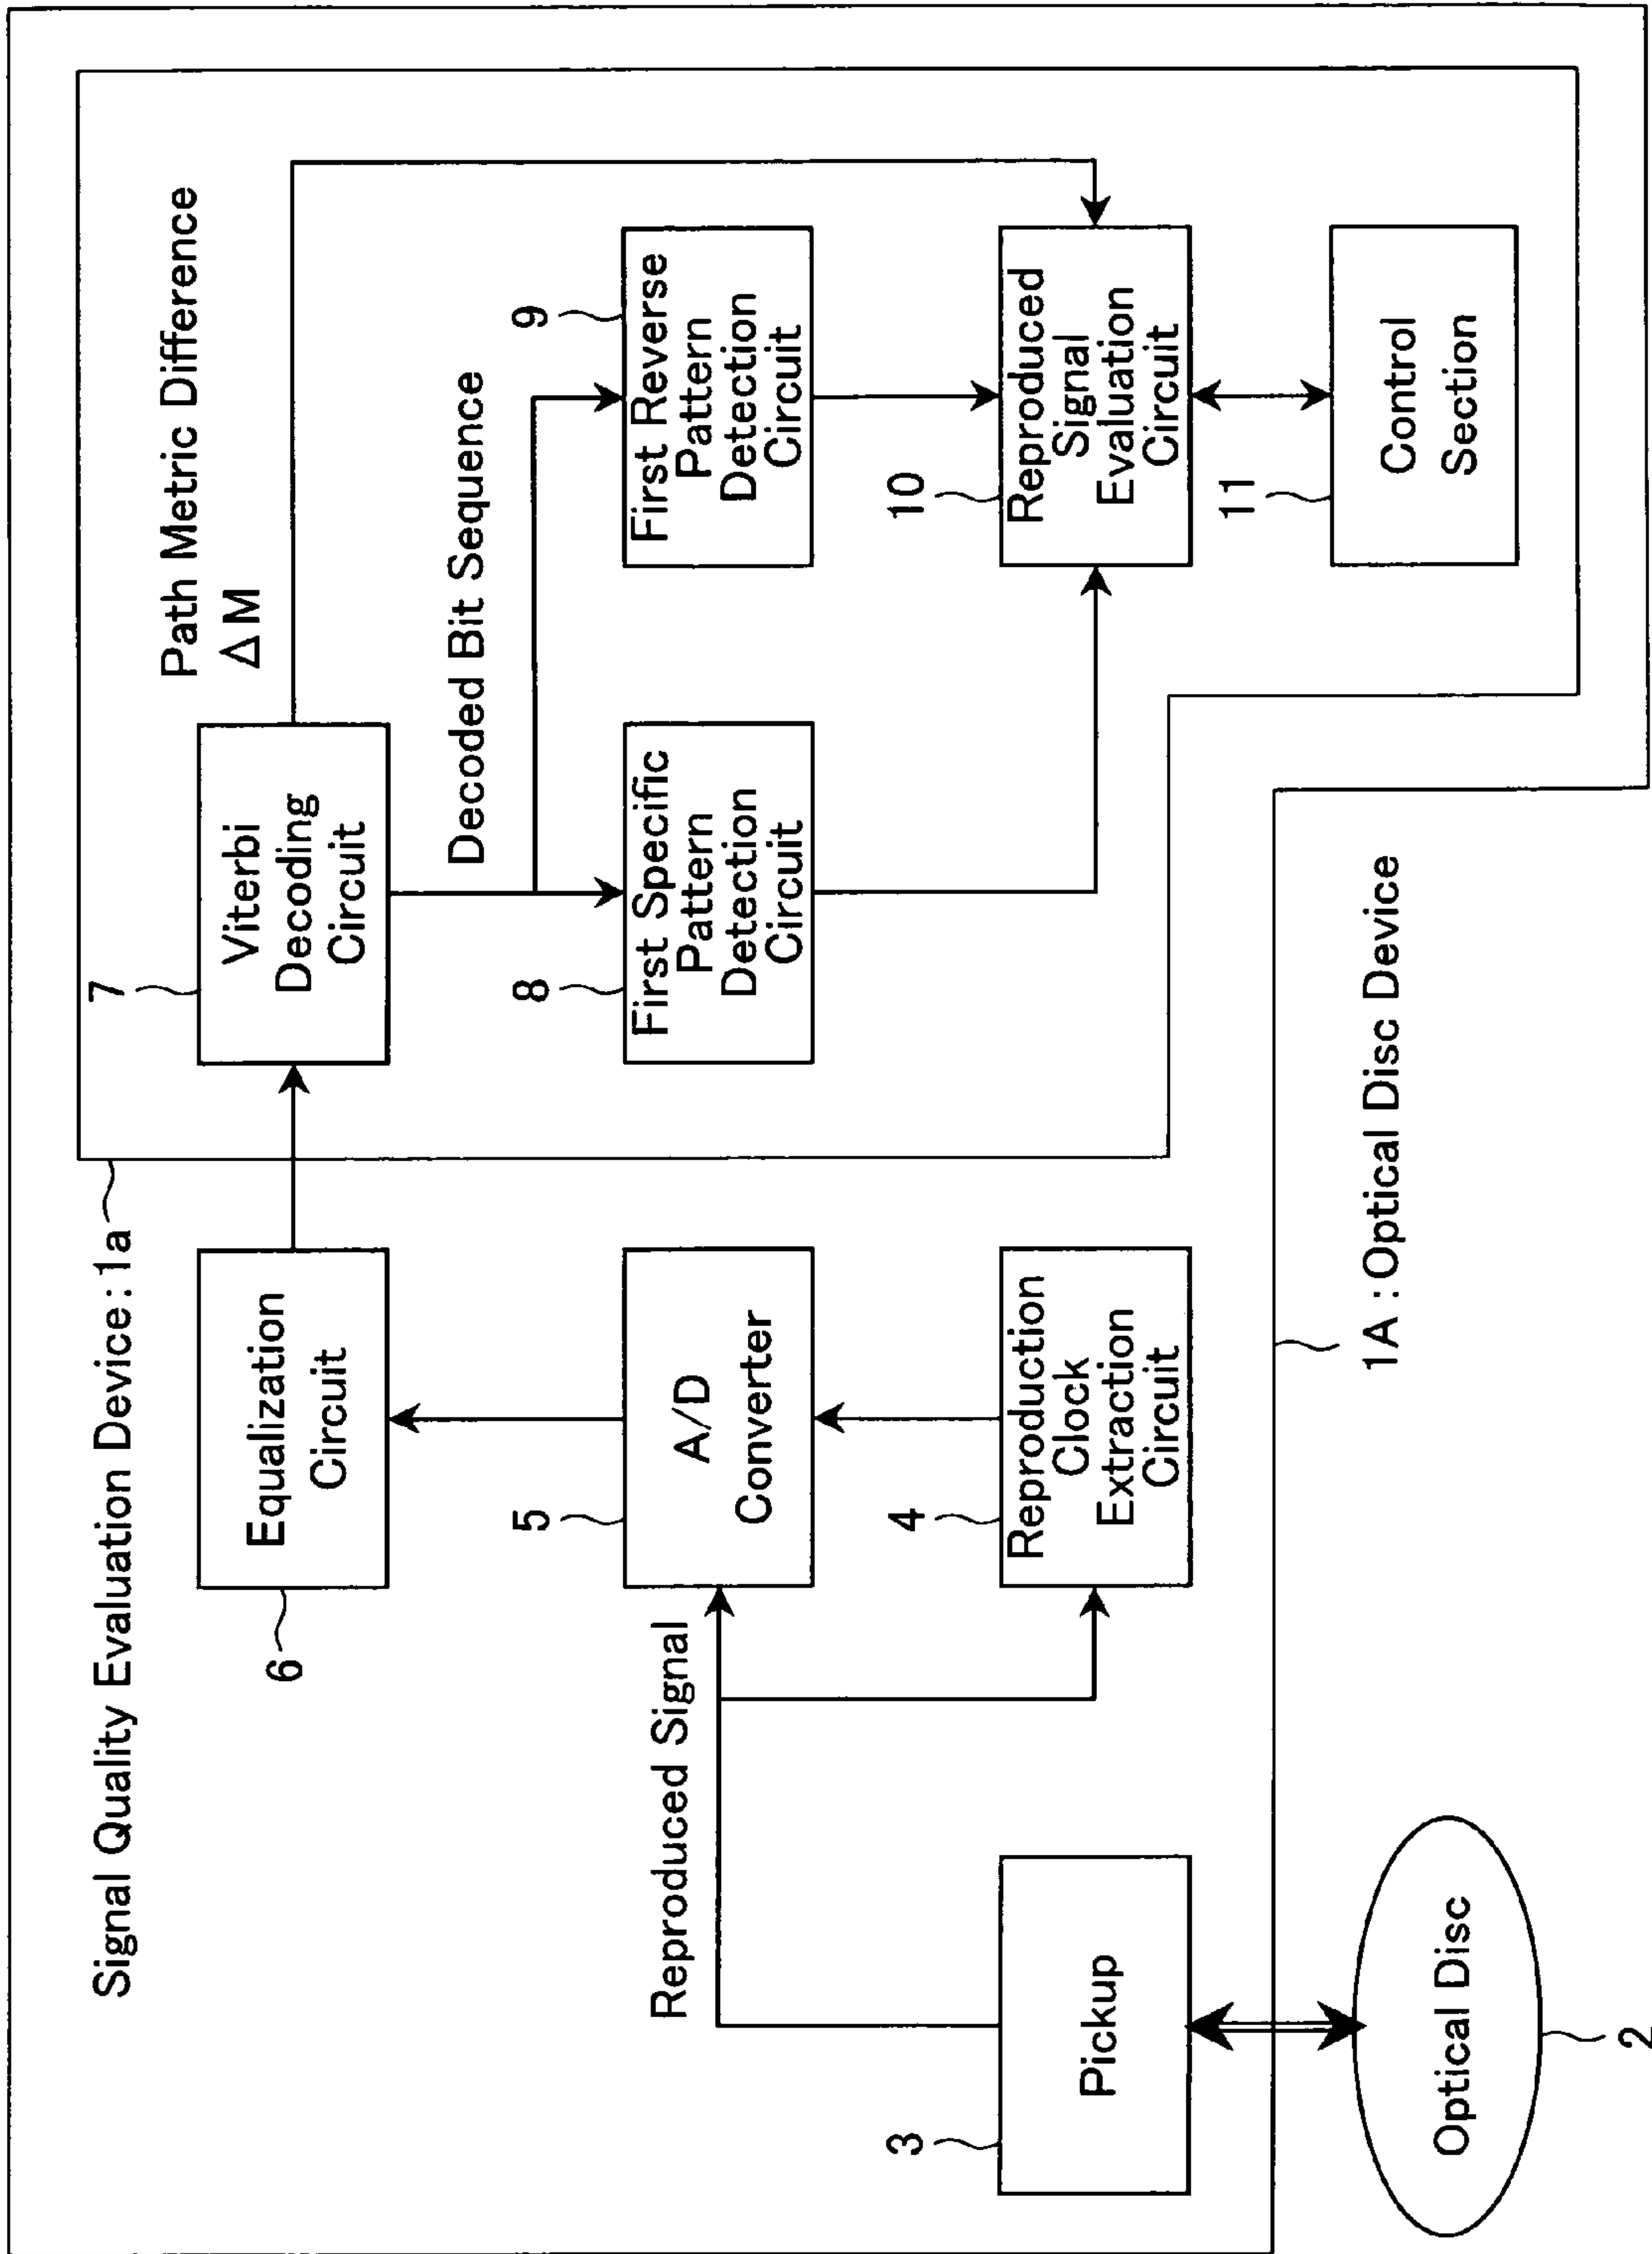 Signal Quality Evaluation Device:1a
6
Equalization
Circuit
7
Viterbi
Decoding
Circuit
Path Metric Difference
ΔM
Decoded Bit Sequence
Reproduced Signal
5
A/D
Converter
8
First Specific
Pattern
Detection
Circuit
9
First Reverse
Pattern
Detection
Circuit
3
Pickup
4
Reproduction
Clock
Extraction
Circuit
10
Reproduced
Signal
Evaluation
Circuit
11
Control
Section
1A:Optical Disc Device
Optical Disc
2